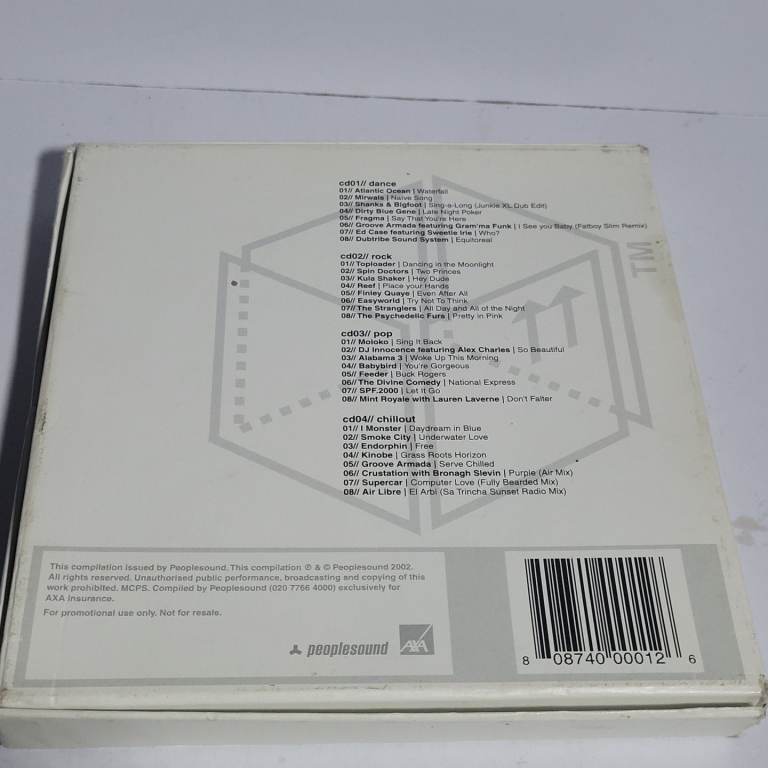 cd01// dance
01// Atlantic Ocean | Waterfall
02// Mirwais | Naive Song
03// Shanks & Bigfoot | Sing-a-Long (Junkie XL Dub Edit)
04// Dirty Blue Gene | Late Night Poker
05// Fragma | Say That You're Here
06// Groove Armada featuring Gram'ma Funk | I See you Baby (Fatboy Slim Remix)
07// Ed Case featuring Sweetie Irie | Who?
08// Dubtribe Sound System | Equitoreal
cd02// rock
01// Toploader | Dancing in the Moonlight
02// Spin Doctors | Two Princes
03// Kula Shaker | Hey Dude
04// Reef | Place your Hands
05// Finley Quaye | Even After All
06// Easyworld | Try Not To Think
07// The Stranglers | All Day and All of the Night
08// The Psychedelic Furs | Pretty in Pink
cd03// pop
01// Moloko | Sing It Back
02// DJ Innocence featuring Alex Charles | So Beautiful
03// Alabama 3 | Woke Up This Morning
04// Babybird | You're Gorgeous
05// Feeder | Buck Rogers
06// The Divine Comedy | National Express
07// SPF.2000 | Let It Go
08// Mint Royale with Lauren Laverne | Don't Falter
cd04// chillout
01// I Monster | Daydream in Blue
02// Smoke City | Underwater Love
03// Endorphin | Free
04// Kinobe | Grass Roots Horizon
05// Groove Armada | Serve Chilled
06// Crustation with Bronagh Slevin | Purple (Air Mix)
07// Supercar | Computer Love (Fully Bearded Mix)
08// Air Libre | El Arbi (Sa Trincha Sunset Radio Mix)
TM
This compilation issued by Peoplesound. This compilation ℗ & © Peoplesound 2002.
All rights reserved. Unauthorised public performance, broadcasting and copying of this
work prohibited. MCPS. Compiled by Peoplesound (020 7766 4000) exclusively for
AXA Insurance.
For promotional use only. Not for resale.
peoplesound
AXA
8 08740 00012 6